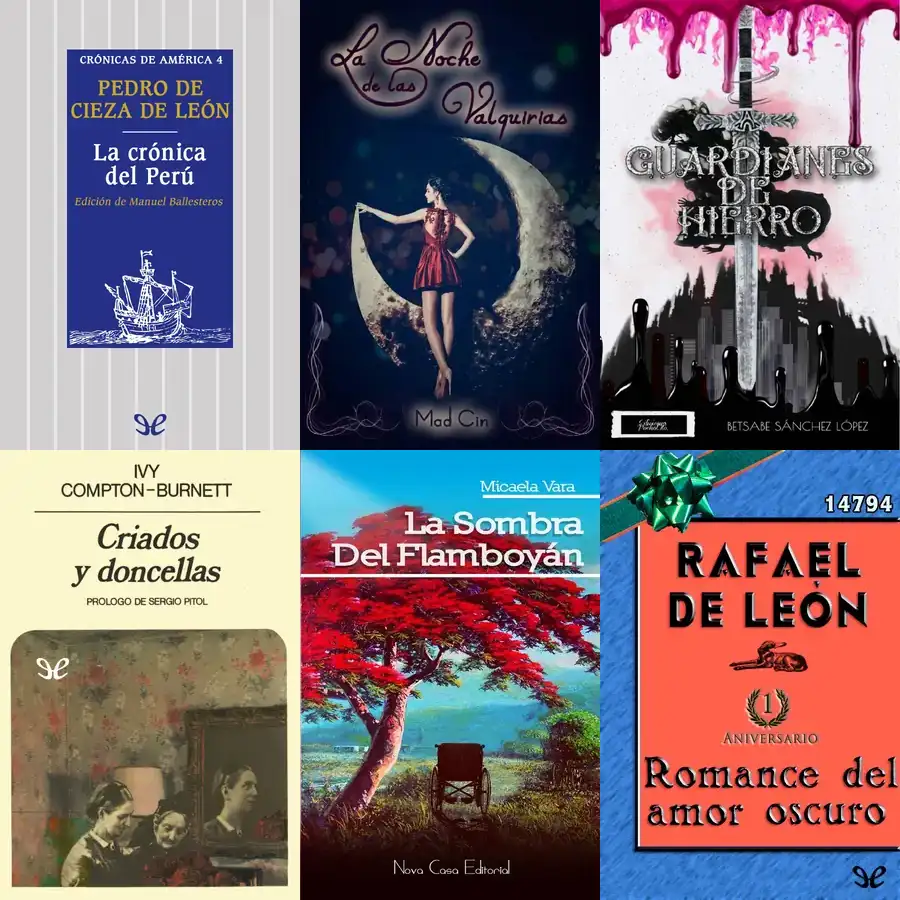 CRÓNICAS DE AMÉRICA 4
PEDRO DE
CIEZA DE LEÓN
La crónica
del Perú
Edición de Manuel Ballesteros
La Noche
de las
Valquirias
Mad Cin
GUARDIANES
DE
HIERRO
BETSABE SÁNCHEZ LÓPEZ
IVY
COMPTON-BURNETT
Criados
y doncellas
PROLOGO DE SERGIO PITOL
Micaela Vara
La Sombra
Del Flamboyán
Nova Casa Editorial
14794
RAFAEL
DE LEÓN
1
ANIVERSARIO
Romance del
amor oscuro